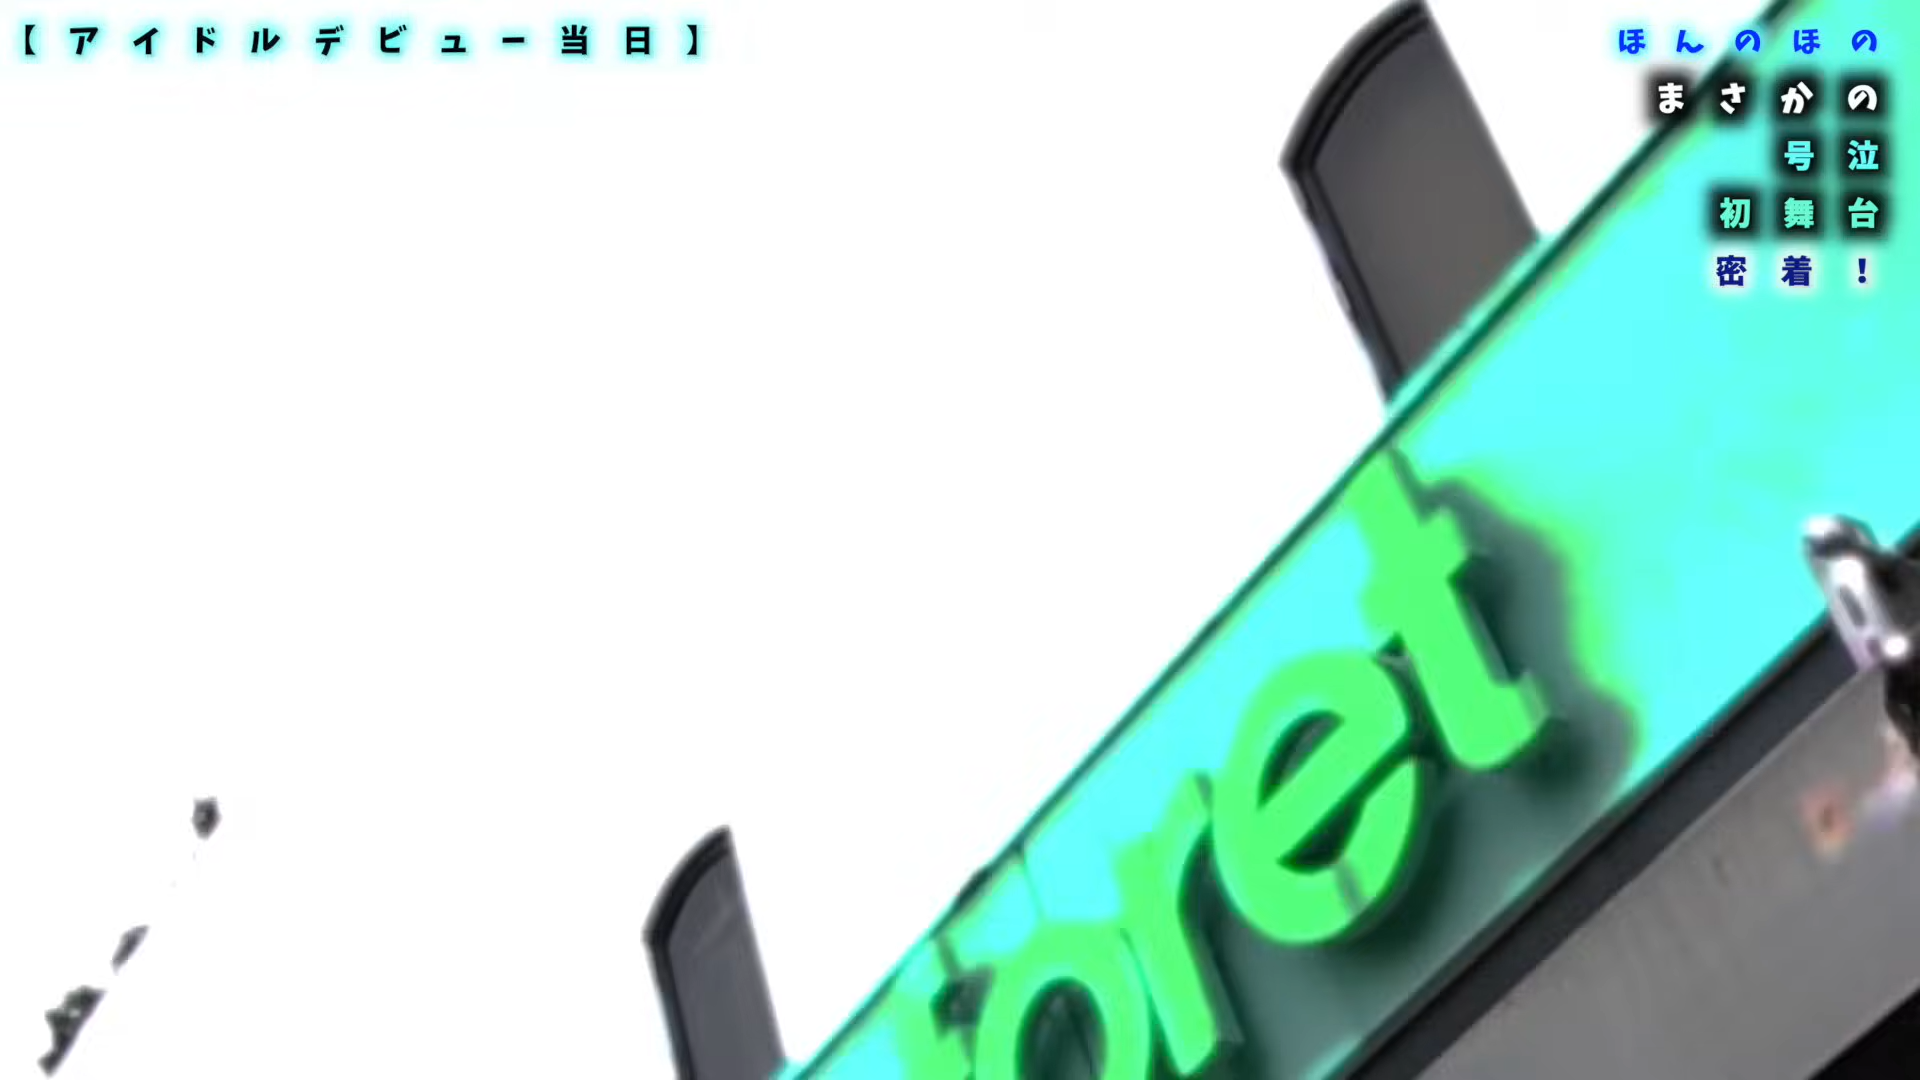 【アイドルデビュー当日】
ほんのほの
まさかの
号泣
初舞台
密着!
oret